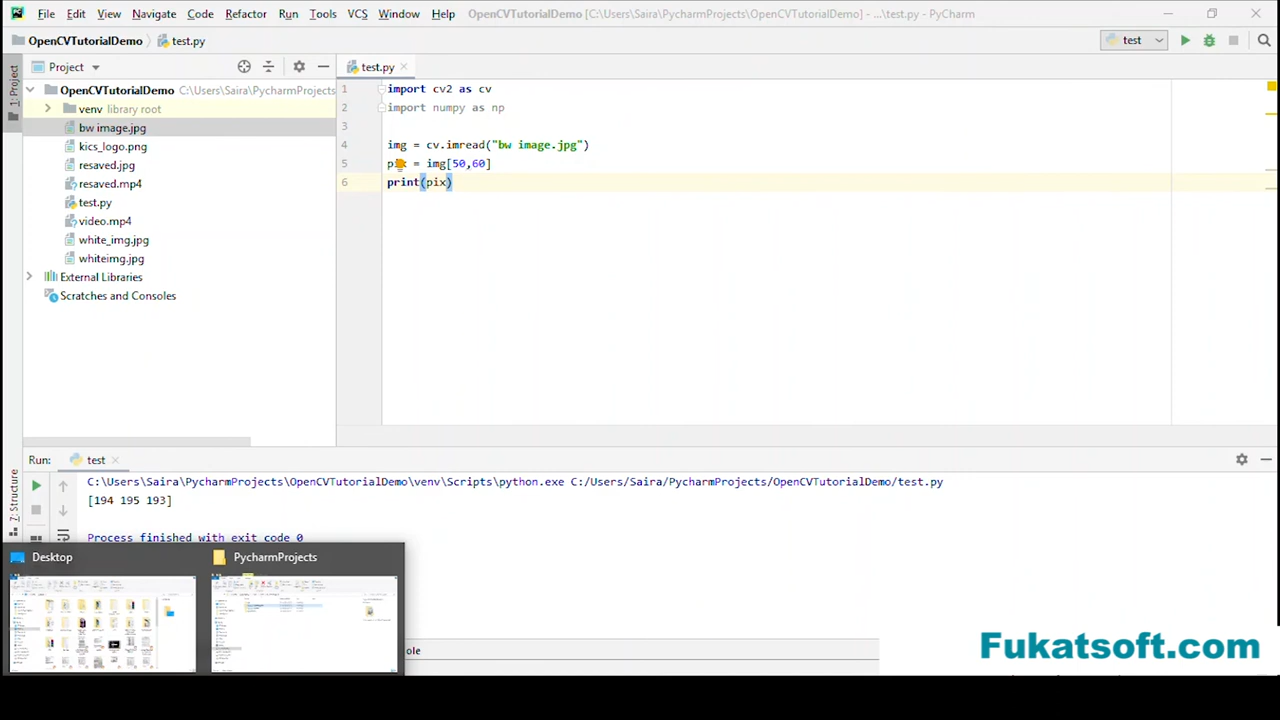 File Edit View Navigate Code Refactor Run Tools VCS Window Help OpenCVTutorialDemo [C:\Users\Saira\PycharmProjects\OpenCVTutorialDemo] - ...\test.py - PyCharm
OpenCVTutorialDemo test.py test
1: Project
Project test.py
OpenCVTutorialDemo C:\Users\Saira\PycharmProjects
venv library root
bw image.jpg
kics_logo.png
resaved.jpg
resaved.mp4
test.py
video.mp4
white_img.jpg
whiteimg.jpg
External Libraries
Scratches and Consoles
1 import cv2 as cv
2 import numpy as np
3
4 img = cv.imread("bw image.jpg")
5 pix = img[50,60]
6 print(pix)
7: Structure
Run: test
C:\Users\Saira\PycharmProjects\OpenCVTutorialDemo\venv\Scripts\python.exe C:/Users/Saira/PycharmProjects/OpenCVTutorialDemo/test.py
[194 195 193]
Process finished with exit code 0
Desktop PycharmProjects
ole
Fukatsoft.com